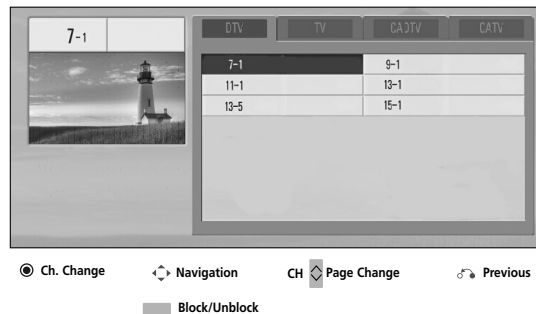 7-1
DTV TV CADTV CATV
7-1 9-1
11-1 13-1
13-5 15-1
Ch. Change Navigation CH Page Change Previous
Block/Unblock